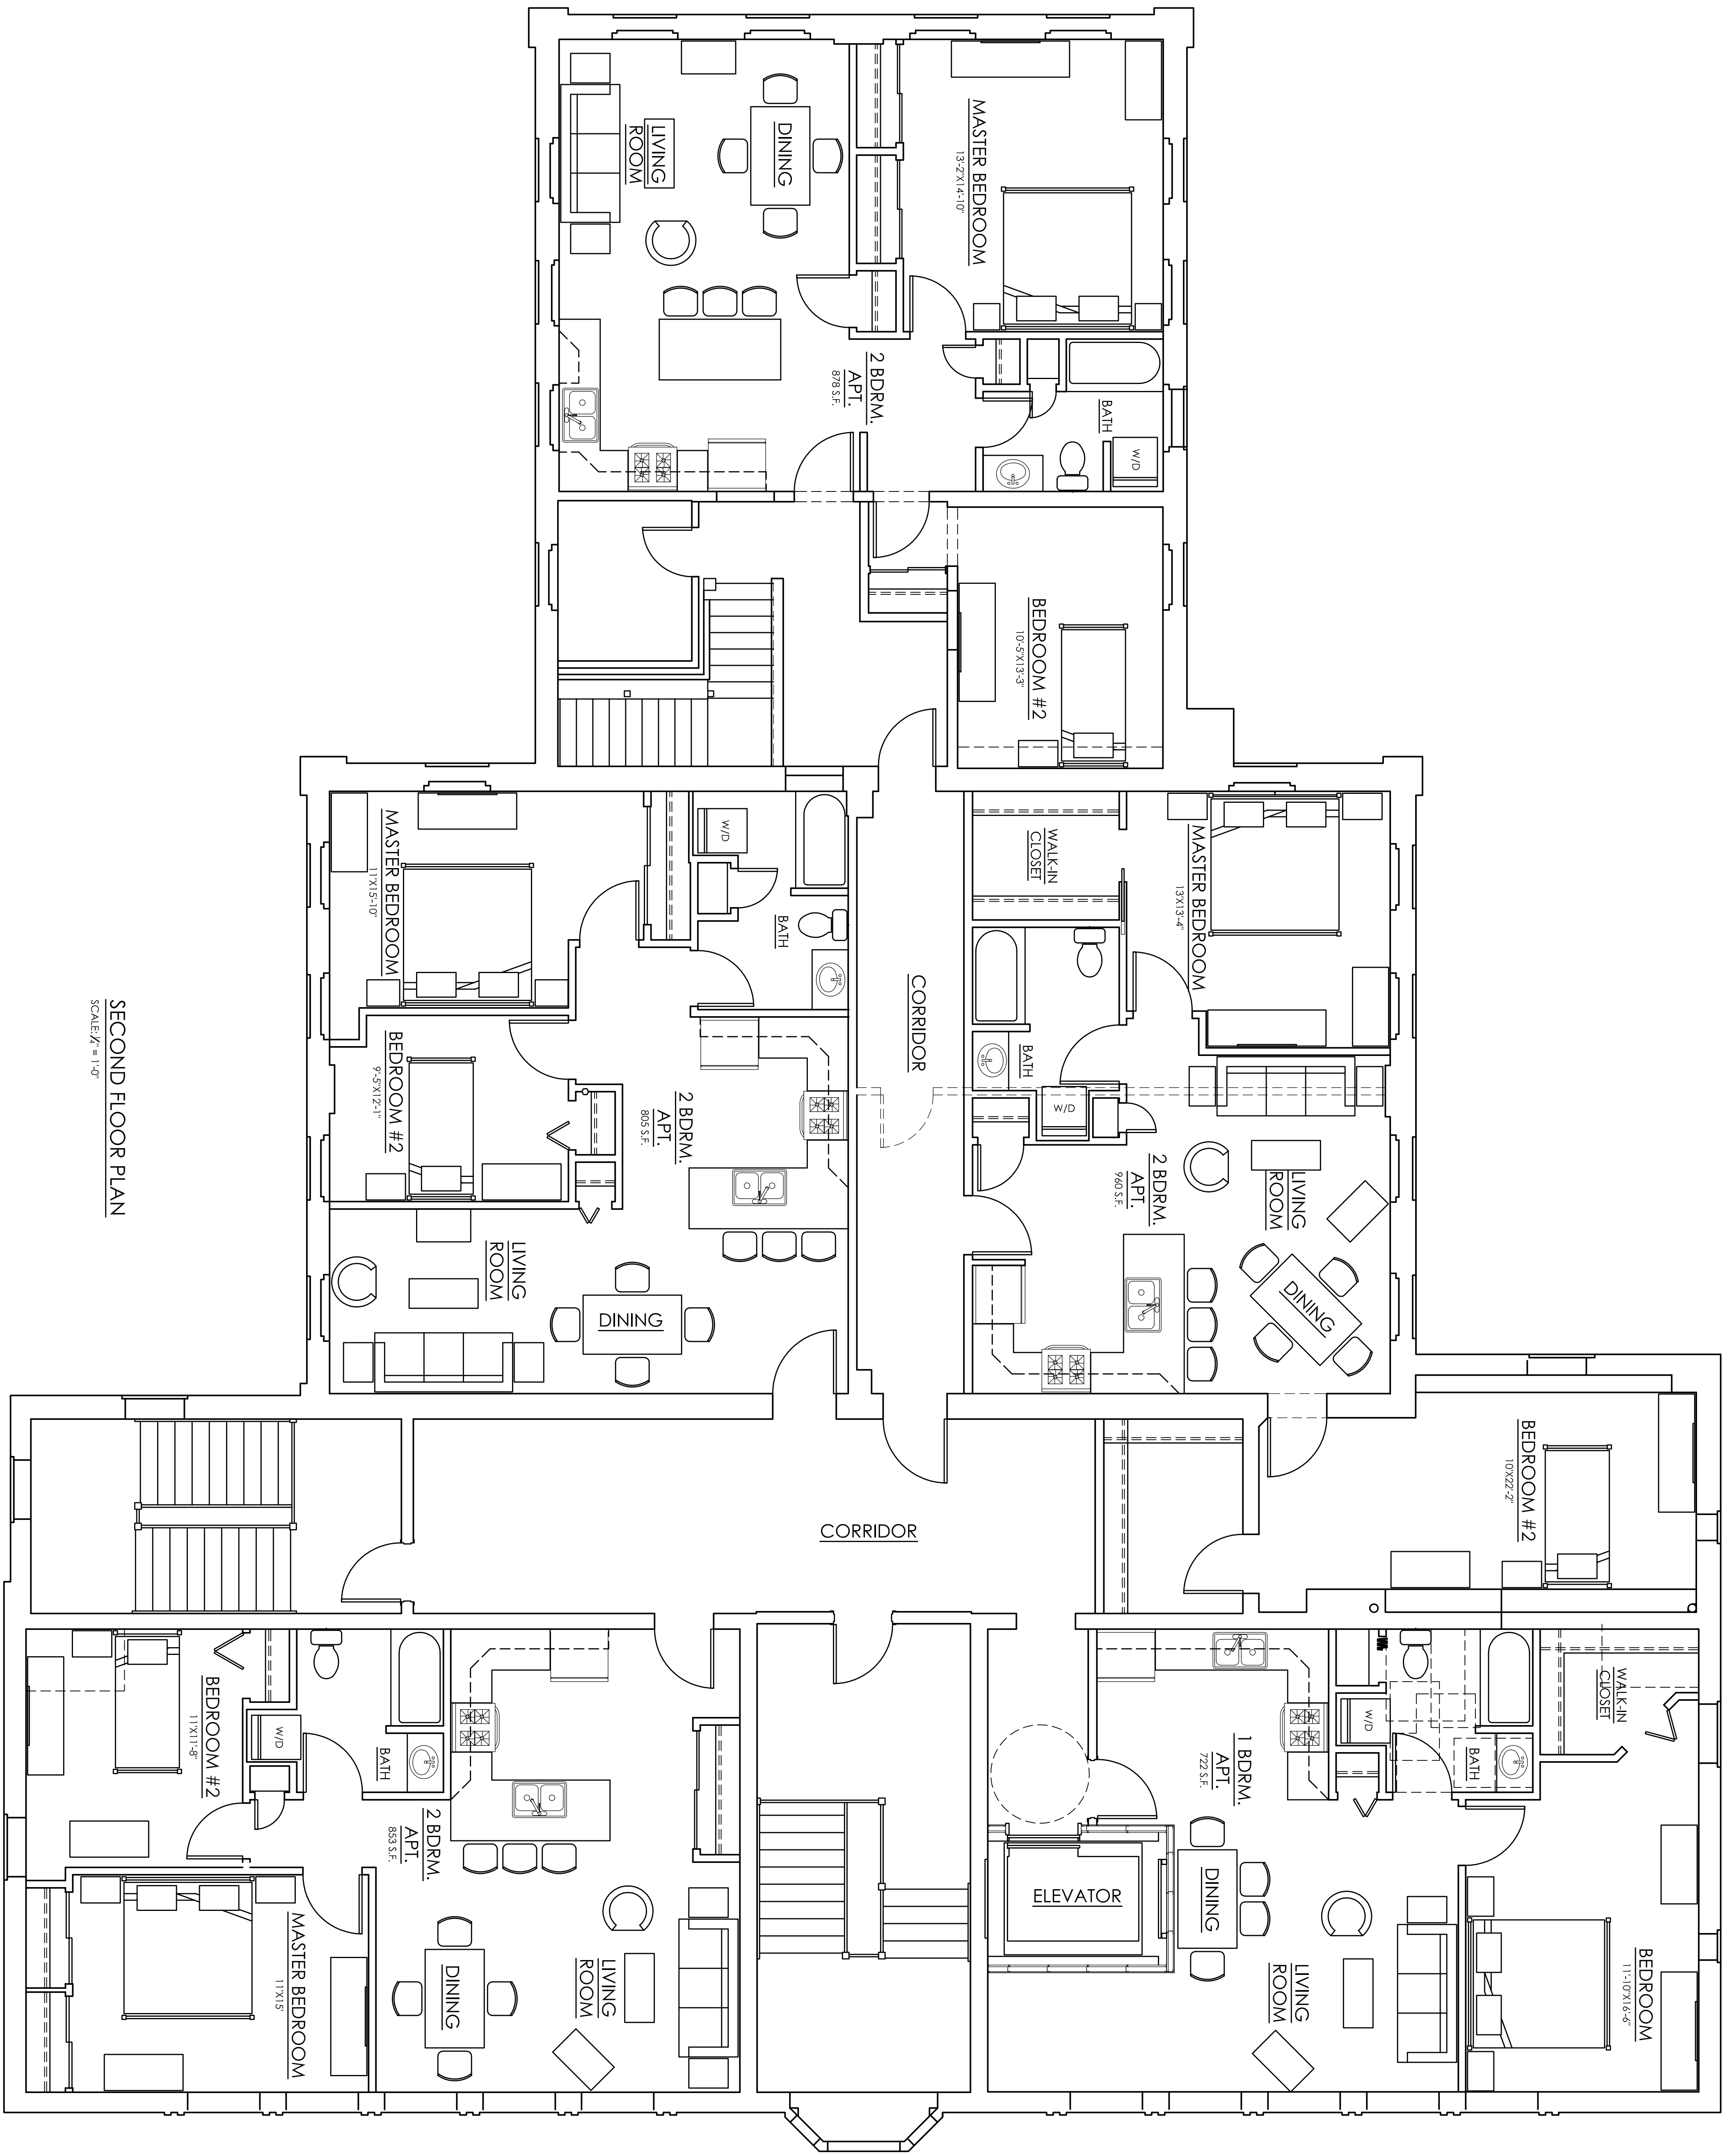 LIVING
ROOM
DINING
MASTER BEDROOM
13'-2"X14'-10"
2 BDRM.
APT.
878 S.F.
BATH
W/D
BEDROOM #2
10'-5"X13'-3"
MASTER BEDROOM
11'X15'-10"
W/D
BATH
BEDROOM #2
9'-5"X12'-1"
2 BDRM.
APT.
805 S.F.
LIVING
ROOM
DINING
CORRIDOR
WALK-IN
CLOSET
MASTER BEDROOM
13'X13'-4"
BATH
W/D
2 BDRM.
APT.
960 S.F.
LIVING
ROOM
DINING
BEDROOM #2
10'X22'-2"
CORRIDOR
SECOND FLOOR PLAN
SCALE: 1/4" = 1'-0"
BEDROOM #2
11'X11'-8"
W/D
BATH
2 BDRM.
APT.
853 S.F.
MASTER BEDROOM
11'X15'
DINING
LIVING
ROOM
ELEVATOR
1 BDRM.
APT.
722 S.F.
W/D
BATH
WALK-IN
CLOSET
DINING
LIVING
ROOM
BEDROOM
11'-10"X16'-6"